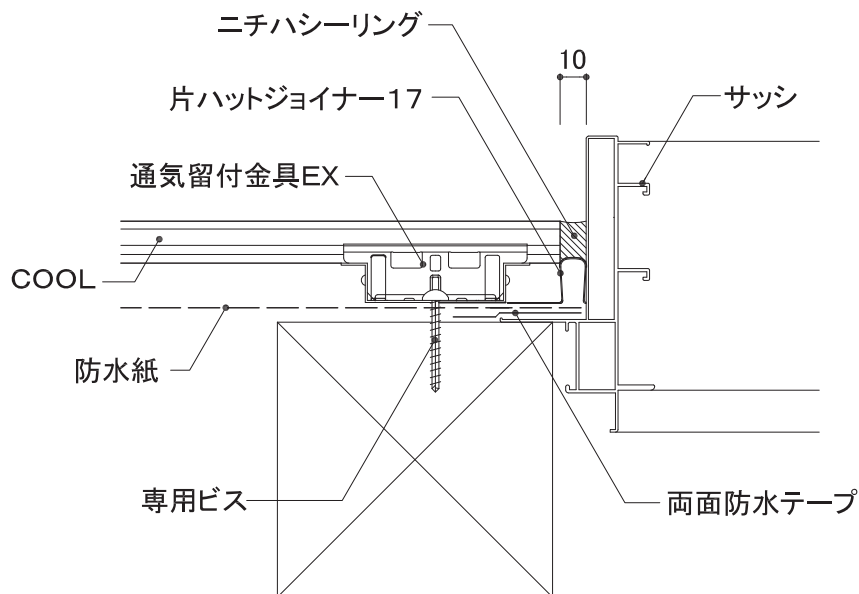 ニチハシーリング
10
片ハットジョイナー17
サッシ
通気留付金具EX
COOL
防水紙
専用ビス
両面防水テープ